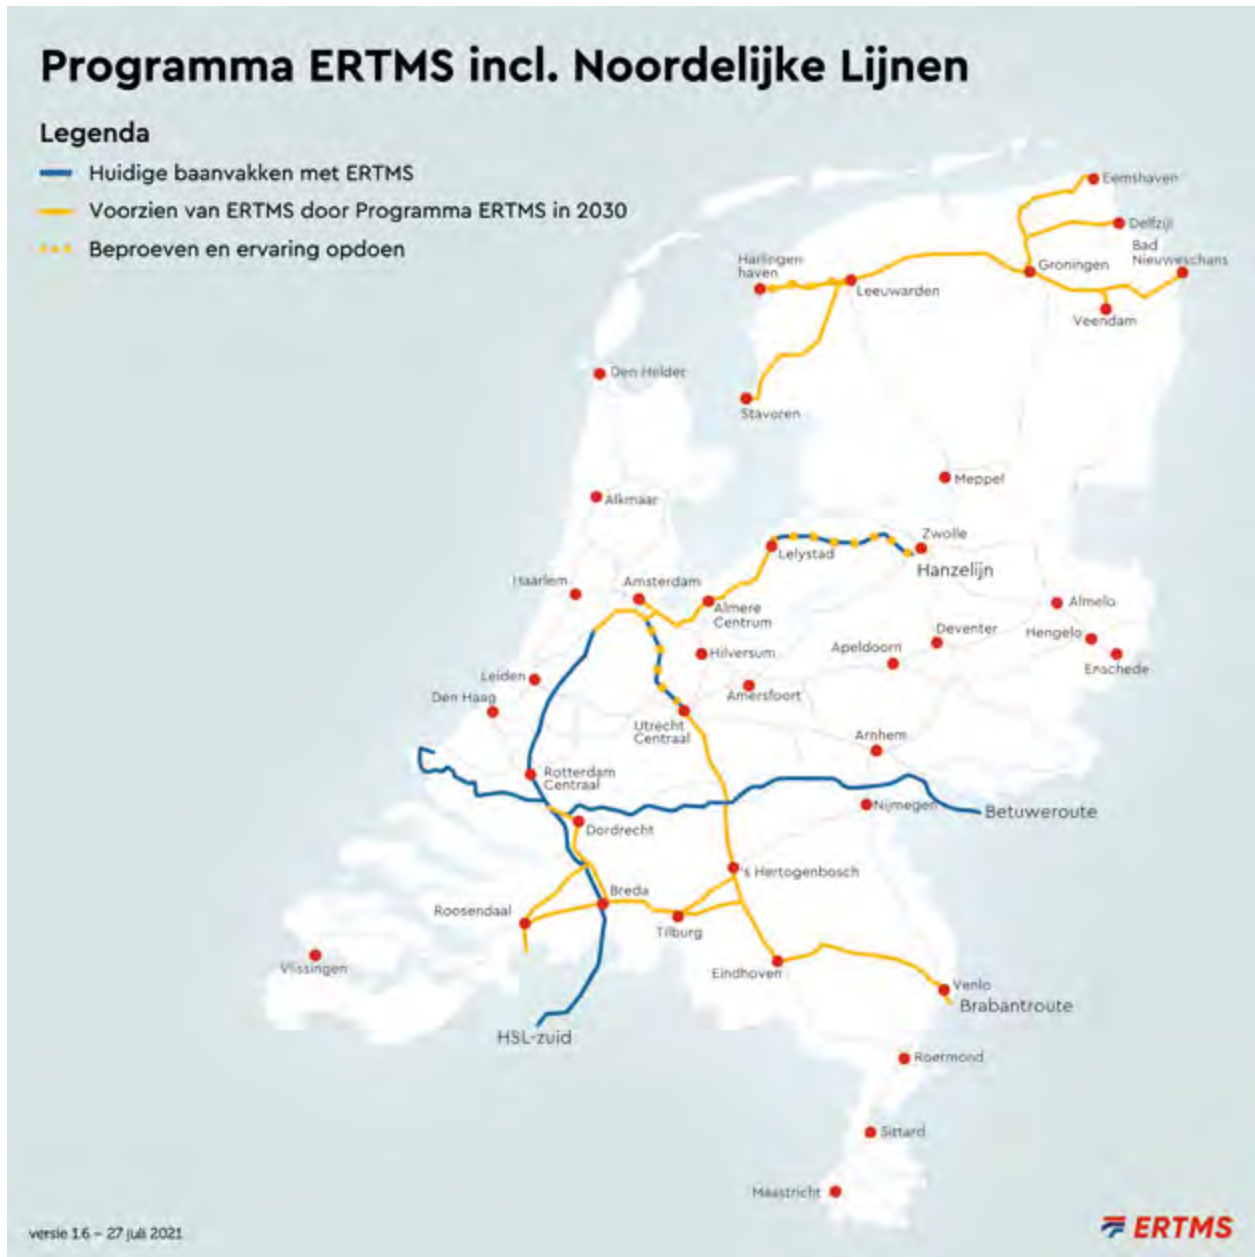 Programma ERTMS incl. Noordelijke Lijnen
Legenda
Huidige baanvakken met ERTMS
Voorzien van ERTMS door Programma ERTMS in 2030
Beproeven en ervaring opdoen
Eemshaven
Delfzijl
Bad
Nieuweschans
Groningen
Harlingen
haven
Leeuwarden
Veendam
Den Helder
Stavoren
Meppel
Alkmaar
Zwolle
Lelystad
Hanzelijn
Haarlem
Amsterdam
Almere
Centrum
Almelo
Deventer
Hengelo
Hilversum
Apeldoorn
Enschede
Leiden
Amersfoort
Den Haag
Utrecht
Centraal
Arnhem
Rotterdam
Centraal
Nijmegen
Betuweroute
Dordrecht
's Hertogenbosch
Breda
Roosendaal
Tilburg
Vlissingen
Eindhoven
Venlo
Brabantroute
HSL-zuid
Roermond
Sittard
Maastricht
versie 1.6 – 27 juli 2021
ERTMS